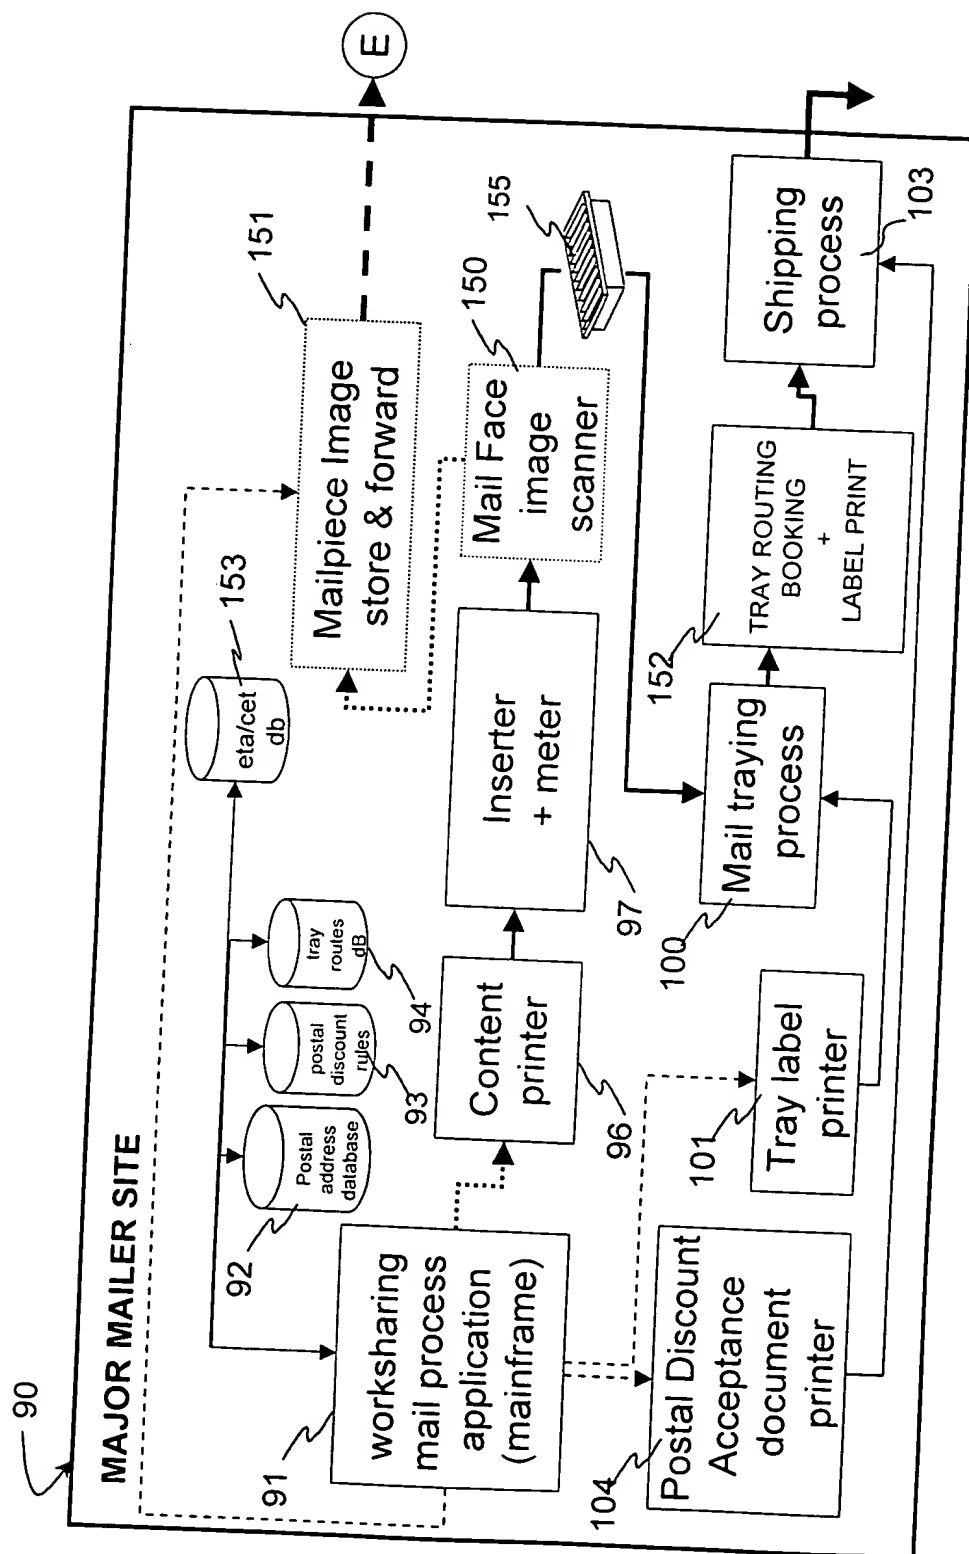 90
MAJOR MAILER SITE
E
151
Mailpiece Image
store & forward
153
eta/cet
db
tray
routes
dB
94
postal
discount
rules
93
Postal
address
database
92
91
worksharing
mail process
application
(mainframe)
Content
printer
96
Inserter
+ meter
97
150
Mail Face
image
scanner
155
104
Postal Discount
Acceptance
document
printer
101
Tray label
printer
100
Mail traying
process
152
TRAY ROUTING
BOOKING
+
LABEL PRINT
Shipping
process
103